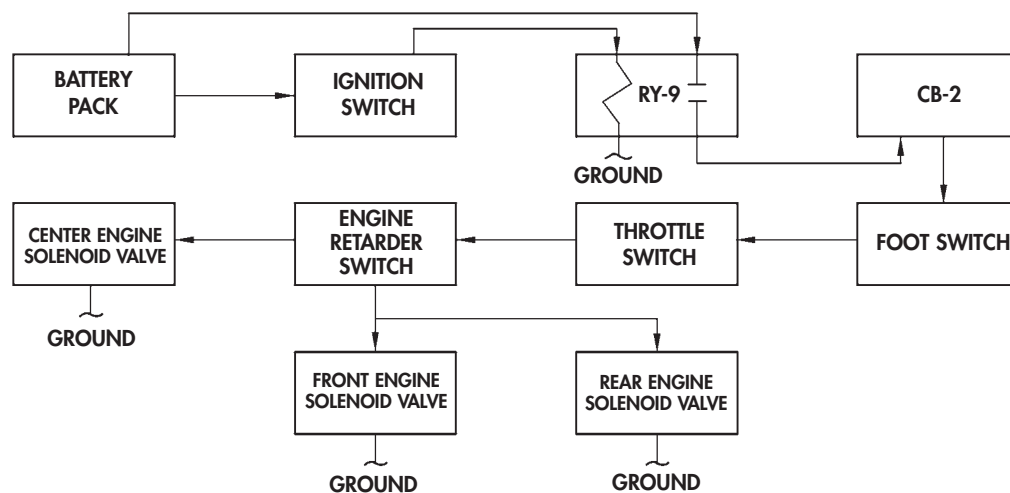 BATTERY
PACK
IGNITION
SWITCH
RY-9
CB-2
GROUND
CENTER ENGINE
SOLENOID VALVE
ENGINE
RETARDER
SWITCH
THROTTLE
SWITCH
FOOT SWITCH
GROUND
FRONT ENGINE
SOLENOID VALVE
REAR ENGINE
SOLENOID VALVE
GROUND
GROUND